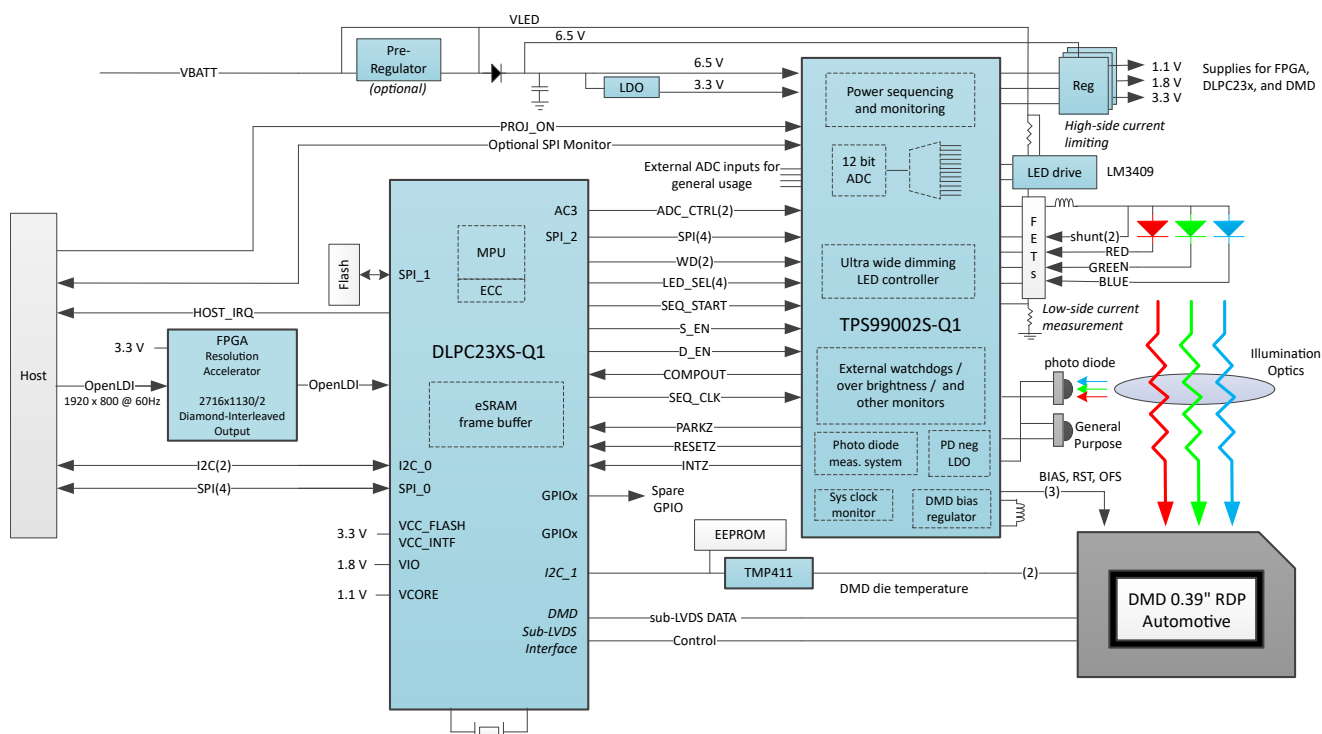 VLED
6.5 V
VBATT
Pre-
Regulator
(optional)
6.5 V
LDO
3.3 V
Reg
1.1 V
1.8 V
3.3 V
Supplies for FPGA,
DLPC23x, and DMD
Power sequencing
and monitoring
High-side current
limiting
PROJ_ON
Optional SPI Monitor
External ADC inputs for
general usage
12 bit
ADC
LED drive
LM3409
AC3
ADC_CTRL(2)
SPI_2
SPI(4)
MPU
ECC
WD(2)
LED_SEL(4)
SEQ_START
S_EN
D_EN
COMPOUT
SEQ_CLK
PARKZ
RESETZ
INTZ
Flash
SPI_1
HOST_IRQ
Ultra wide dimming
LED controller
F
E
T
s
shunt(2)
RED
GREEN
BLUE
Low-side current
measurement
TPS99002S-Q1
DLPC23XS-Q1
Host
3.3 V
FPGA
Resolution
Accelerator
2716x1130/2
Diamond-Interleaved
Output
OpenLDI
1920 x 800 @ 60Hz
OpenLDI
eSRAM
frame buffer
External watchdogs /
over brightness / and
other monitors
photo diode
Illumination
Optics
General
Purpose
Photo diode
meas. system
PD neg
LDO
Sys clock
monitor
DMD bias
regulator
BIAS, RST, OFS
(3)
I2C(2)
I2C_0
SPI(4)
SPI_0
GPIOx
Spare
GPIO
3.3 V
VCC_FLASH
VCC_INTF
GPIOx
1.8 V
VIO
1.1 V
VCORE
EEPROM
I2C_1
TMP411
DMD die temperature
(2)
DMD
Sub-LVDS
Interface
sub-LVDS DATA
Control
DMD 0.39" RDP
Automotive